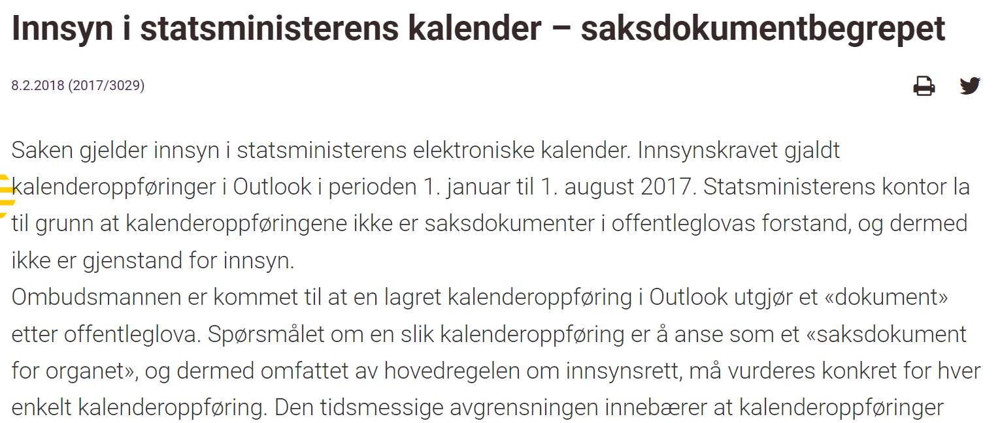 Innsyn i statsministerens kalender – saksdokumentbegrepet
8.2.2018 (2017/3029)
Saken gjelder innsyn i statsministerens elektroniske kalender. Innsynskravet gjaldt
kalenderoppføringer i Outlook i perioden 1. januar til 1. august 2017. Statsministerens kontor la
til grunn at kalenderoppføringene ikke er saksdokumenter i offentleglovas forstand, og dermed
ikke er gjenstand for innsyn.
Ombudsmannen er kommet til at en lagret kalenderoppføring i Outlook utgjør et «dokument»
etter offentleglova. Spørsmålet om en slik kalenderoppføring er å anse som et «saksdokument
for organet», og dermed omfattet av hovedregelen om innsynsrett, må vurderes konkret for hver
enkelt kalenderoppføring. Den tidsmessige avgrensningen innebærer at kalenderoppføringer